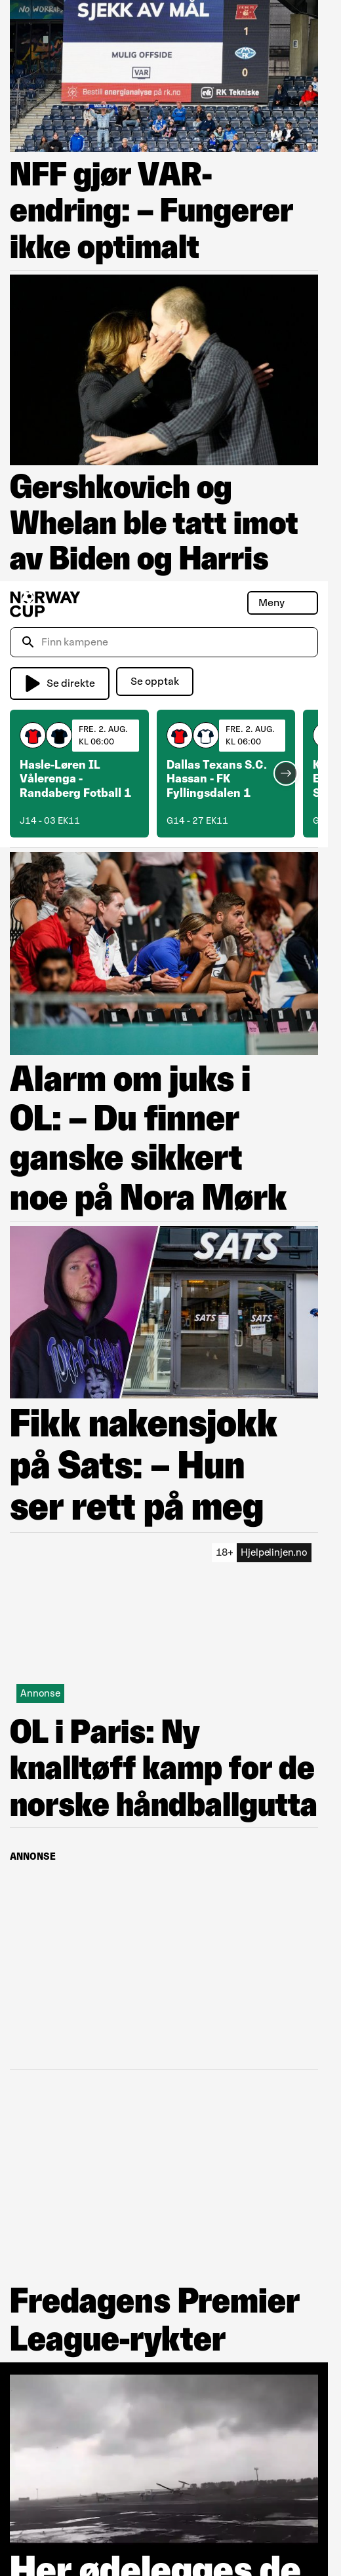 NO WORRIES
SJEKK AV MÅL
MULIG OFFSIDE
VAR
1
0
Bestill energianalyse på rk.no
RK Tekniske
NFF gjør VAR-
endring: – Fungerer
ikke optimalt
Gershkovich og
Whelan ble tatt imot
av Biden og Harris
NORWAY
CUP
Meny
Finn kampene
Se direkte
Se opptak
FRE. 2. AUG.
KL 06:00
Hasle-Løren IL
Vålerenga -
Randaberg Fotball 1
J14 - 03 EK11
FRE. 2. AUG.
KL 06:00
Dallas Texans S.C.
Hassan - FK
Fyllingsdalen 1
G14 - 27 EK11
Alarm om juks i
OL: – Du finner
ganske sikkert
noe på Nora Mørk
SATS
SATS
SATS
Fikk nakensjokk
på Sats: – Hun
ser rett på meg
18+
Hjelpelinjen.no
Annonse
OL i Paris: Ny
knalltøff kamp for de
norske håndballgutta
ANNONSE
Fredagens Premier
League-rykter
Her ødelegges de